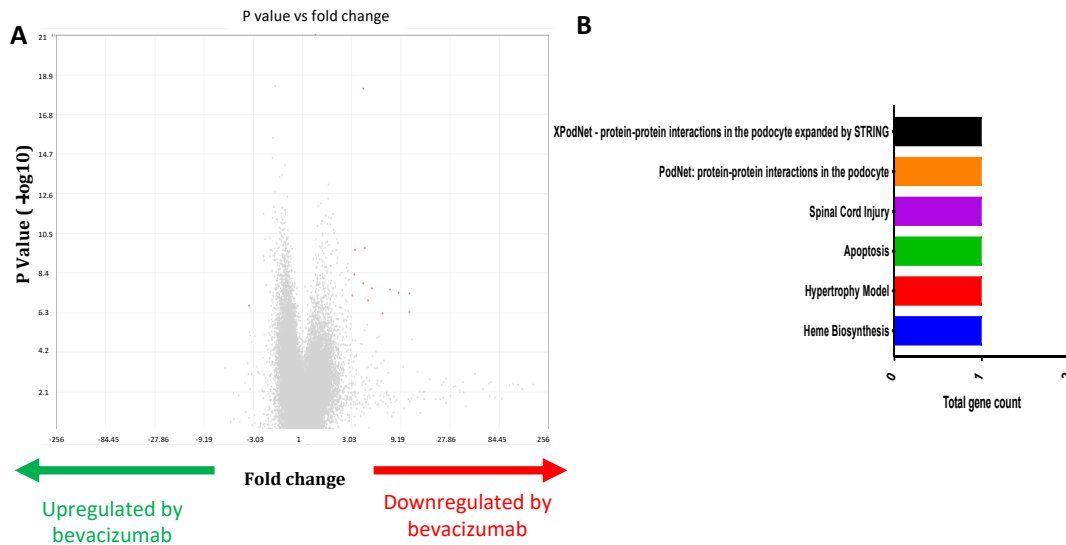 P value vs fold change
A
21
18.9
16.8
14.7
12.6
10.5
8.4
6.3
4.2
2.1
P Value (-log10)
-256 -84.45 -27.86 -9.19 -3.03 1 3.03 9.19 27.86 84.45 256
Fold change
Upregulated by
bevacizumab
Downregulated by
bevacizumab
B
XPodNet - protein-protein interactions in the podocyte expanded by STRING
PodNet: protein-protein interactions in the podocyte
Spinal Cord Injury
Apoptosis
Hypertrophy Model
Heme Biosynthesis
0 1 2
Total gene count